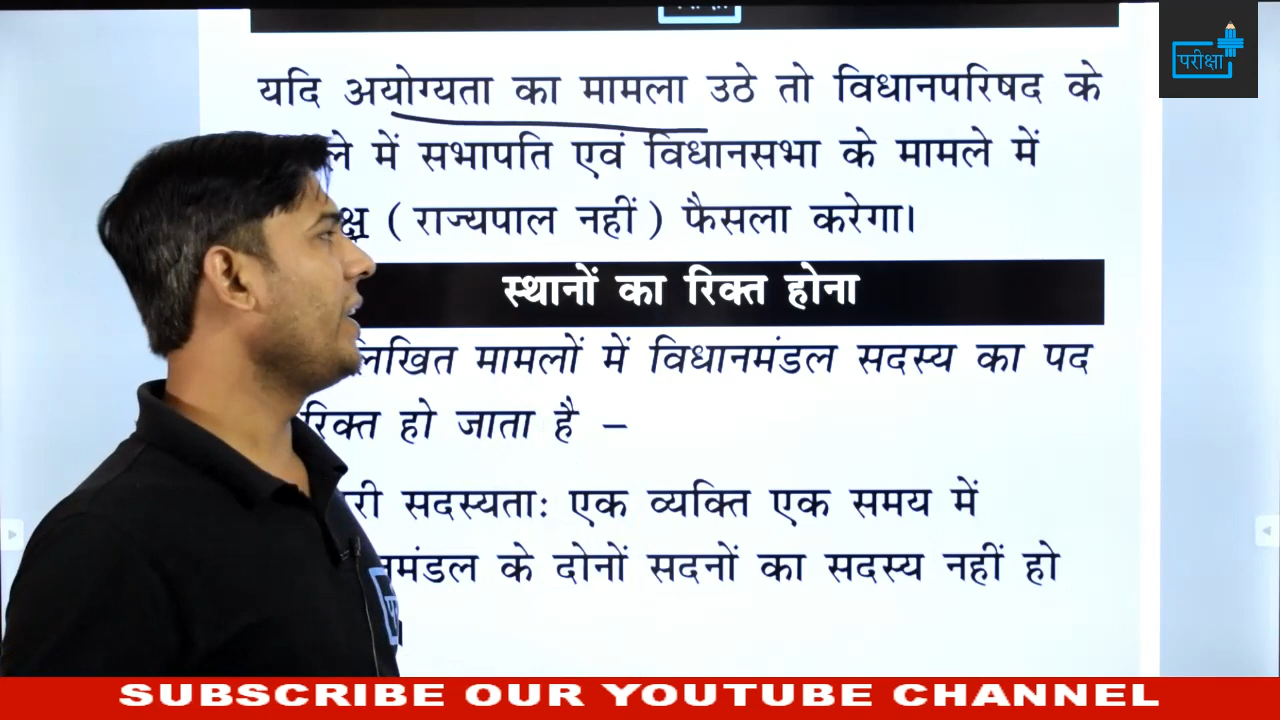 परीक्षा
यदि अयोग्यता का मामला उठे तो विधानपरिषद के
में सभापति एवं विधानसभा के मामले में
(राज्यपाल नहीं) फैसला करेगा।
स्थानों का रिक्त होना
मामलों में विधानमंडल सदस्य का पद
रिक्त हो जाता है –
सदस्यताः एक व्यक्ति एक समय में
के दोनों सदनों का सदस्य नहीं हो
SUBSCRIBE OUR YOUTUBE CHANNEL